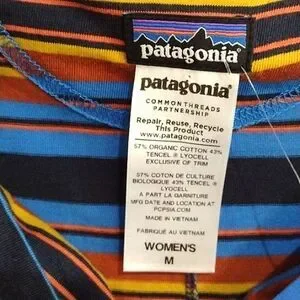 patagonia®
patagonia®
COMMONTHREADS
PARTNERSHIP
Repair, Reuse, Recycle
This Product
www.patagonia.com
57% ORGANIC COTTON 43%
TENCEL ® LYOCELL
EXCLUSIVE OF TRIM
57% COTON DE CULTURE
BIOLOGIQUE 43% TENCEL
® LYOCELL
A PART LA GARNITURE
MFG DATE AND LOCATION AT
PCPSIA.COM
MADE IN VIETNAM
FABRIQUÉ AU VIETNAM
WOMEN'S
M